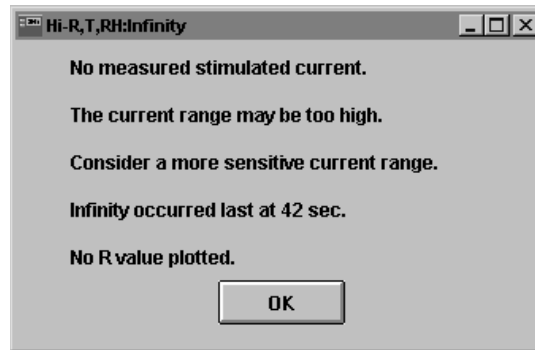 Hi-R,T,RH:Infinity
No measured stimulated current.
The current range may be too high.
Consider a more sensitive current range.
Infinity occurred last at 42 sec.
No R value plotted.
OK